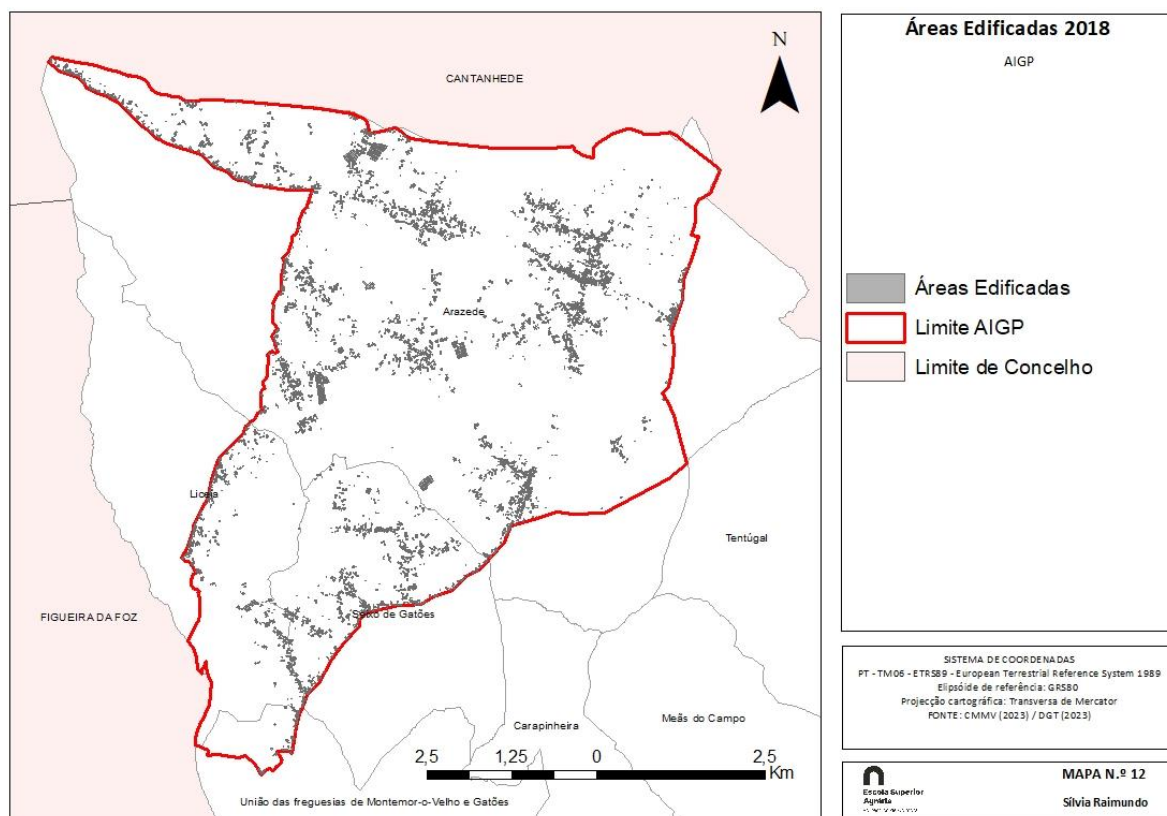 Áreas Edificadas 2018
AIGP
N
CANTANHEDE
Arazede
Liceia
Seixo de Gatões
Tentúgal
FIGUEIRA DA FOZ
Carapinheira
Meãs do Campo
União das freguesias de Montemor-o-Velho e Gatões
2,5 1,25 0 2,5
Km
Áreas Edificadas
Limite AIGP
Limite de Concelho
SISTEMA DE COORDENADAS
PT - TM06 - ETRS89 - European Terrestrial Reference System 1989
Elipsóide de referência: GRS80
Projecção cartográfica: Transversa de Mercator
FONTE: CMMV (2023) / DGT (2023)
Escola Superior
Agrária
MAPA N.º 12
Sílvia Raimundo